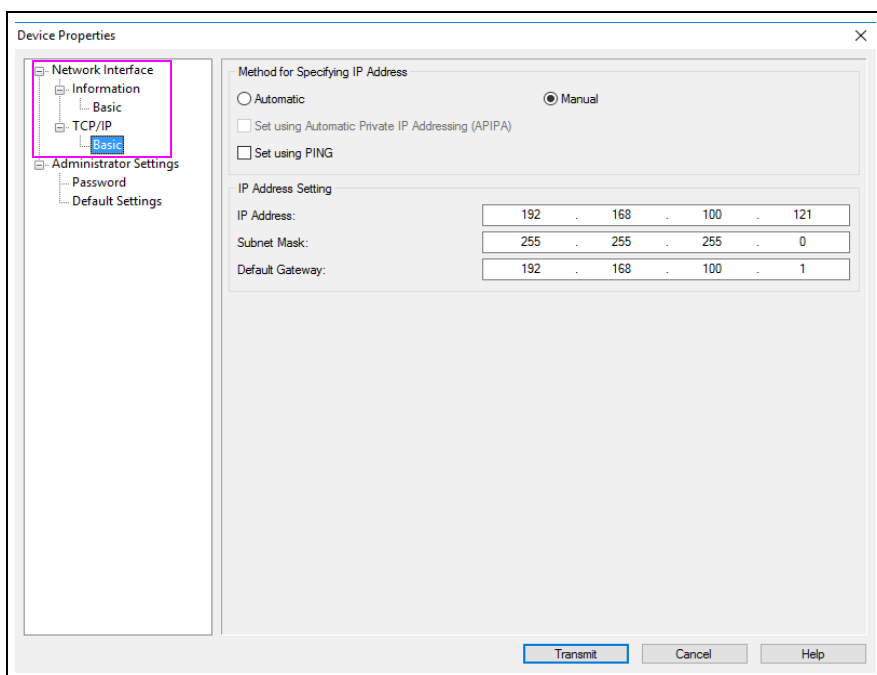 Device Properties
Network Interface
Information
Basic
TCP/IP
Basic
Administrator Settings
Password
Default Settings
Method for Specifying IP Address
Automatic
Manual
Set using Automatic Private IP Addressing (APIPA)
Set using PING
IP Address Setting
IP Address: 192 . 168 . 100 . 121
Subnet Mask: 255 . 255 . 255 . 0
Default Gateway: 192 . 168 . 100 . 1
Transmit Cancel Help